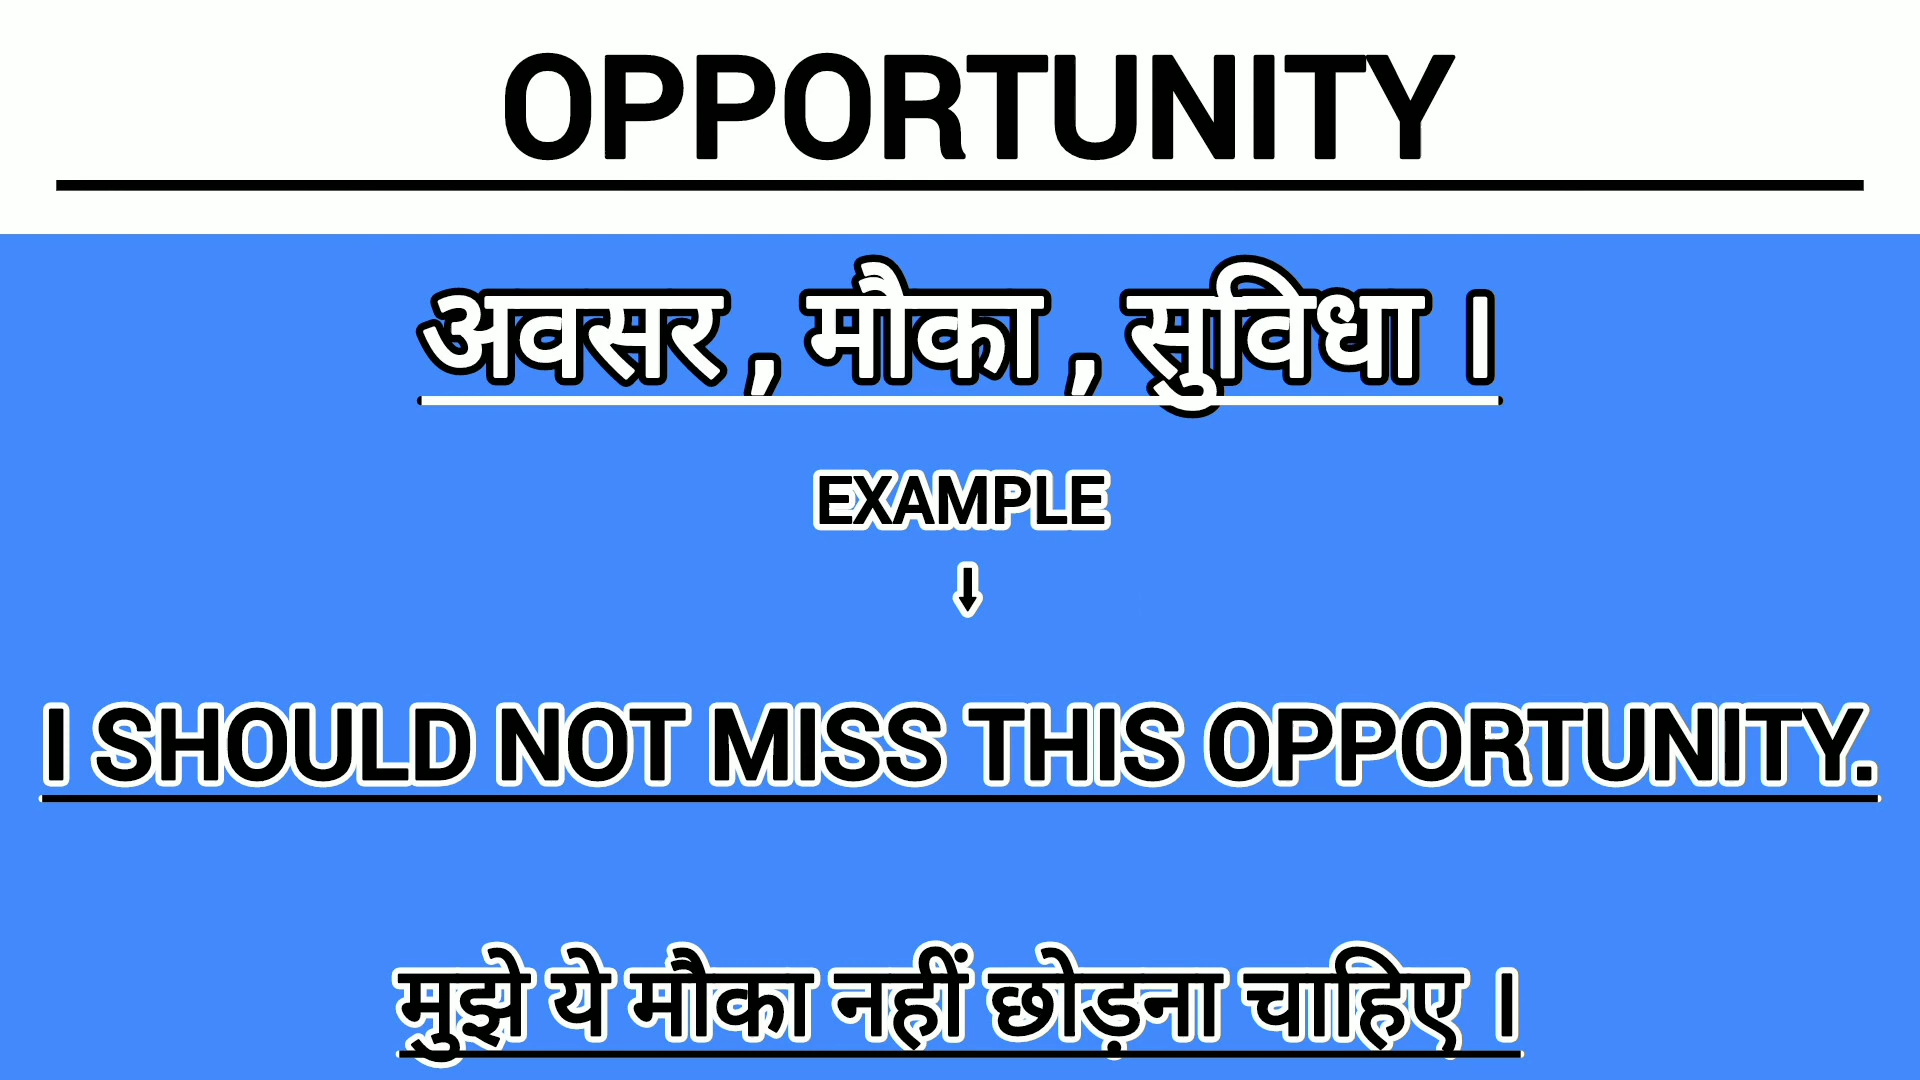 OPPORTUNITY
अवसर , मौका , सुविधा ।
EXAMPLE
I SHOULD NOT MISS THIS OPPORTUNITY.
मुझे ये मौका नहीं छोड़ना चाहिए ।